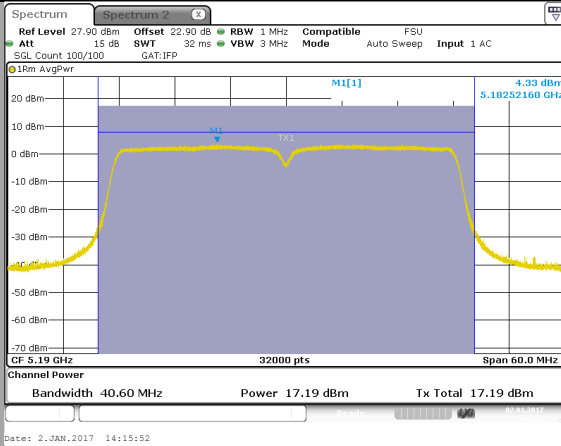 Spectrum Spectrum 2 X
Ref Level 27.90 dBm Offset 22.90 dB RBW 1 MHz Compatible FSU
Att 15 dB SWT 32 ms VBW 3 MHz Mode Auto Sweep Input 1 AC
SGL Count 100/100 GAT:IFP
1Rm AvgPwr
M1[1] 4.33 dBm
5.18252160 GHz
20 dBm
10 dBm
M1
TX1
0 dBm
-10 dBm
-20 dBm
-30 dBm
-40 dBm
-50 dBm
-60 dBm
-70 dBm
CF 5.19 GHz 32000 pts Span 60.0 MHz
Channel Power
Bandwidth 40.60 MHz Power 17.19 dBm Tx Total 17.19 dBm
Ready 02.01.2017
Date: 2.JAN.2017 14:15:52